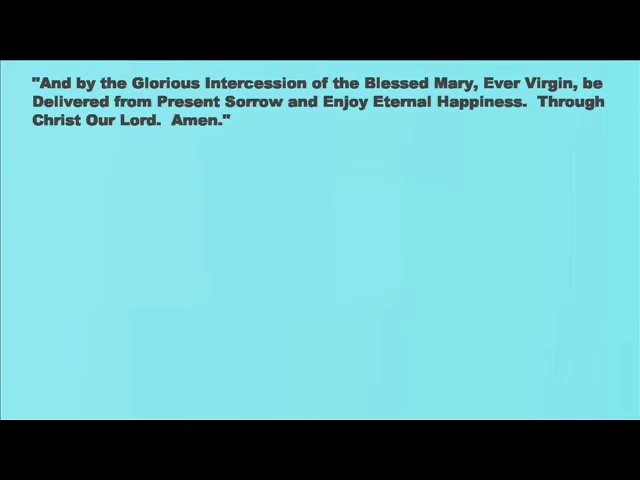 "And by the Glorious Intercession of the Blessed Mary, Ever Virgin, be
Delivered from Present Sorrow and Enjoy Eternal Happiness.  Through
Christ Our Lord.  Amen."